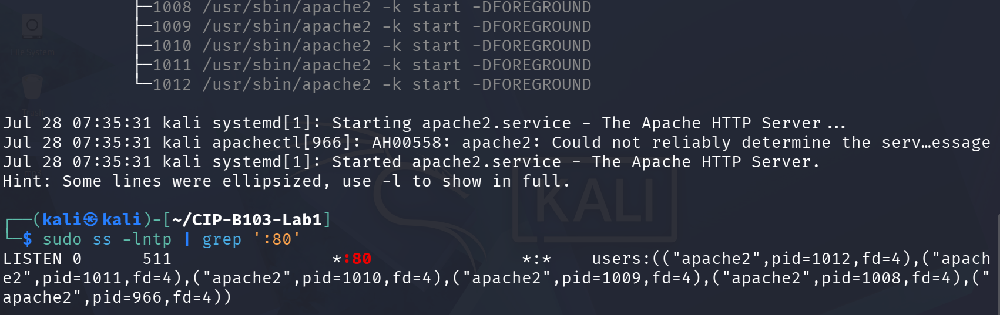 ├─1008 /usr/sbin/apache2 -k start -DFOREGROUND
├─1009 /usr/sbin/apache2 -k start -DFOREGROUND
├─1010 /usr/sbin/apache2 -k start -DFOREGROUND
├─1011 /usr/sbin/apache2 -k start -DFOREGROUND
└─1012 /usr/sbin/apache2 -k start -DFOREGROUND
File System
Trash
Jul 28 07:35:31 kali systemd[1]: Starting apache2.service - The Apache HTTP Server...
Jul 28 07:35:31 kali apachectl[966]: AH00558: apache2: Could not reliably determine the serv…essage
Jul 28 07:35:31 kali systemd[1]: Started apache2.service - The Apache HTTP Server.
Hint: Some lines were ellipsized, use -l to show in full.
KALI
┌──(kali㉿kali)-[~/CIP-B103-Lab1]
└─$ sudo ss -lntp | grep ':80'
LISTEN 0      511                *:80               *:*    users:(("apache2",pid=1012,fd=4),("apach
e2",pid=1011,fd=4),("apache2",pid=1010,fd=4),("apache2",pid=1009,fd=4),("apache2",pid=1008,fd=4),("
apache2",pid=966,fd=4))